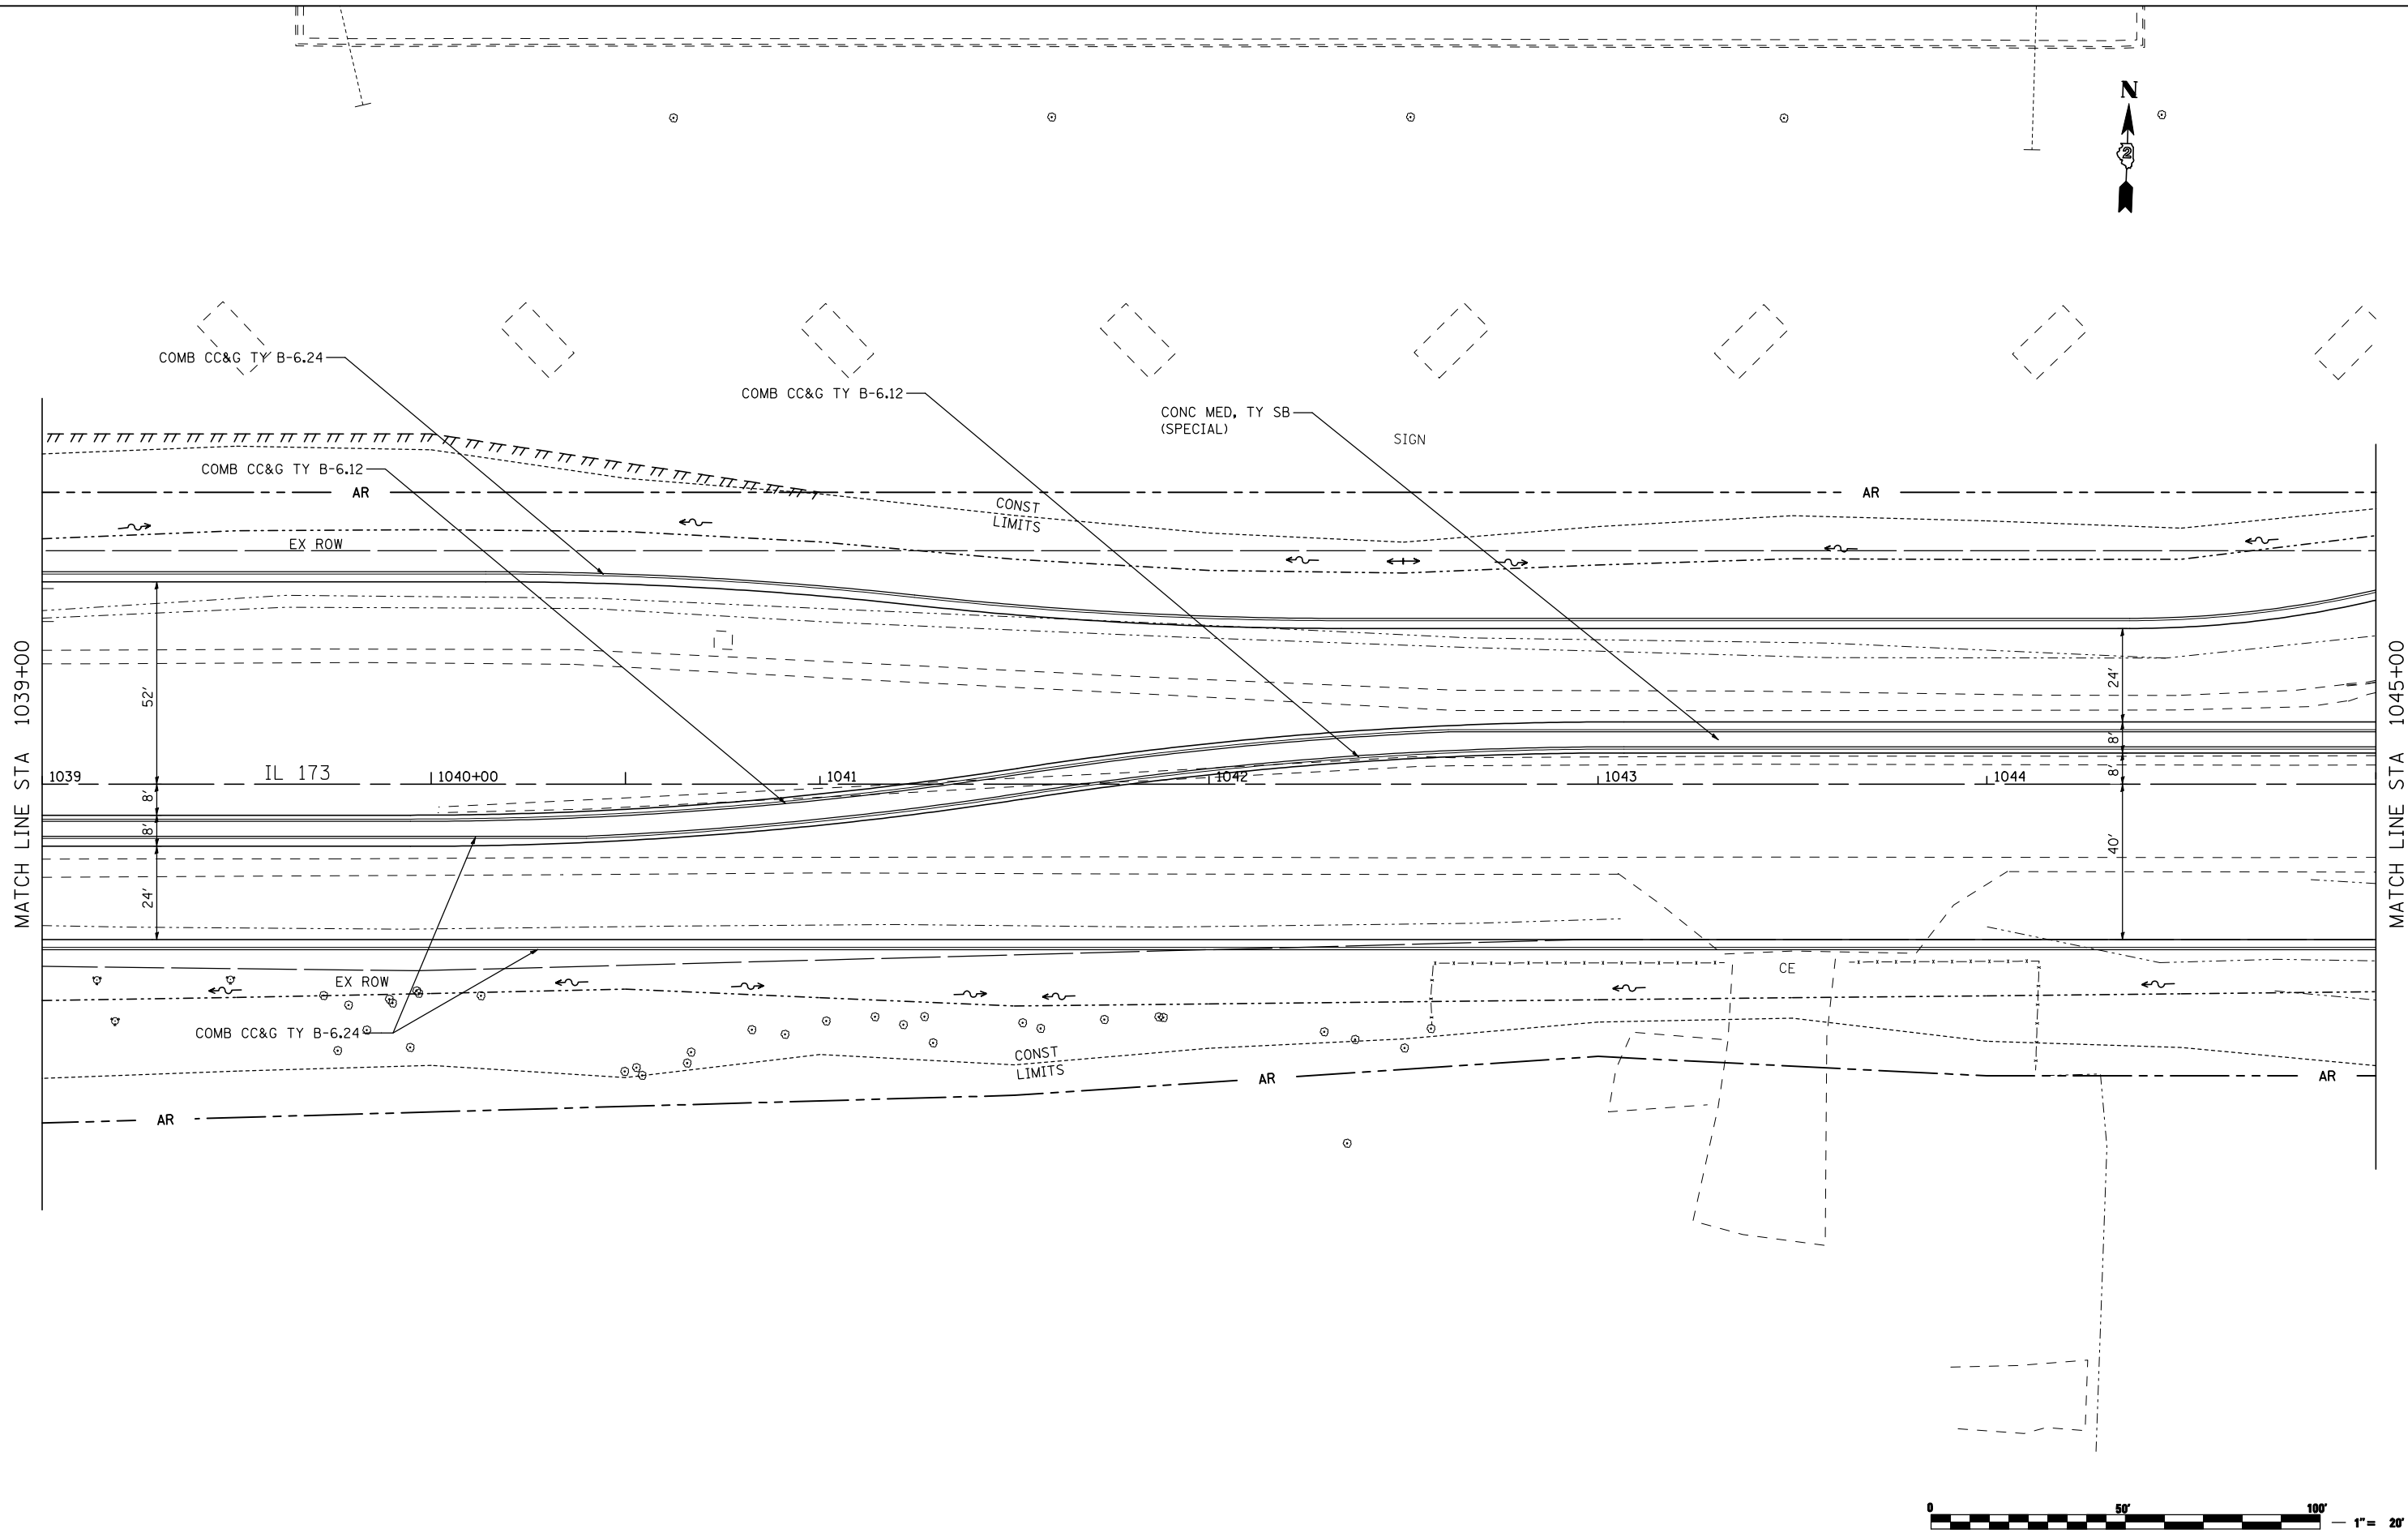 N
2
COMB CC&G TY B-6.24
COMB CC&G TY B-6.12
CONC MED, TY SB
(SPECIAL)
SIGN
COMB CC&G TY B-6.12
AR
AR
CONST
LIMITS
EX ROW
MATCH LINE STA 1039+00
52'
8'
8'
24'
1039
IL 173
1040+00
1041
1042
1043
1044
24'
8'
8'
40'
MATCH LINE STA 1045+00
CE
EX ROW
COMB CC&G TY B-6.24
CONST
LIMITS
AR
AR
AR
0 50' 100'
1"= 20'